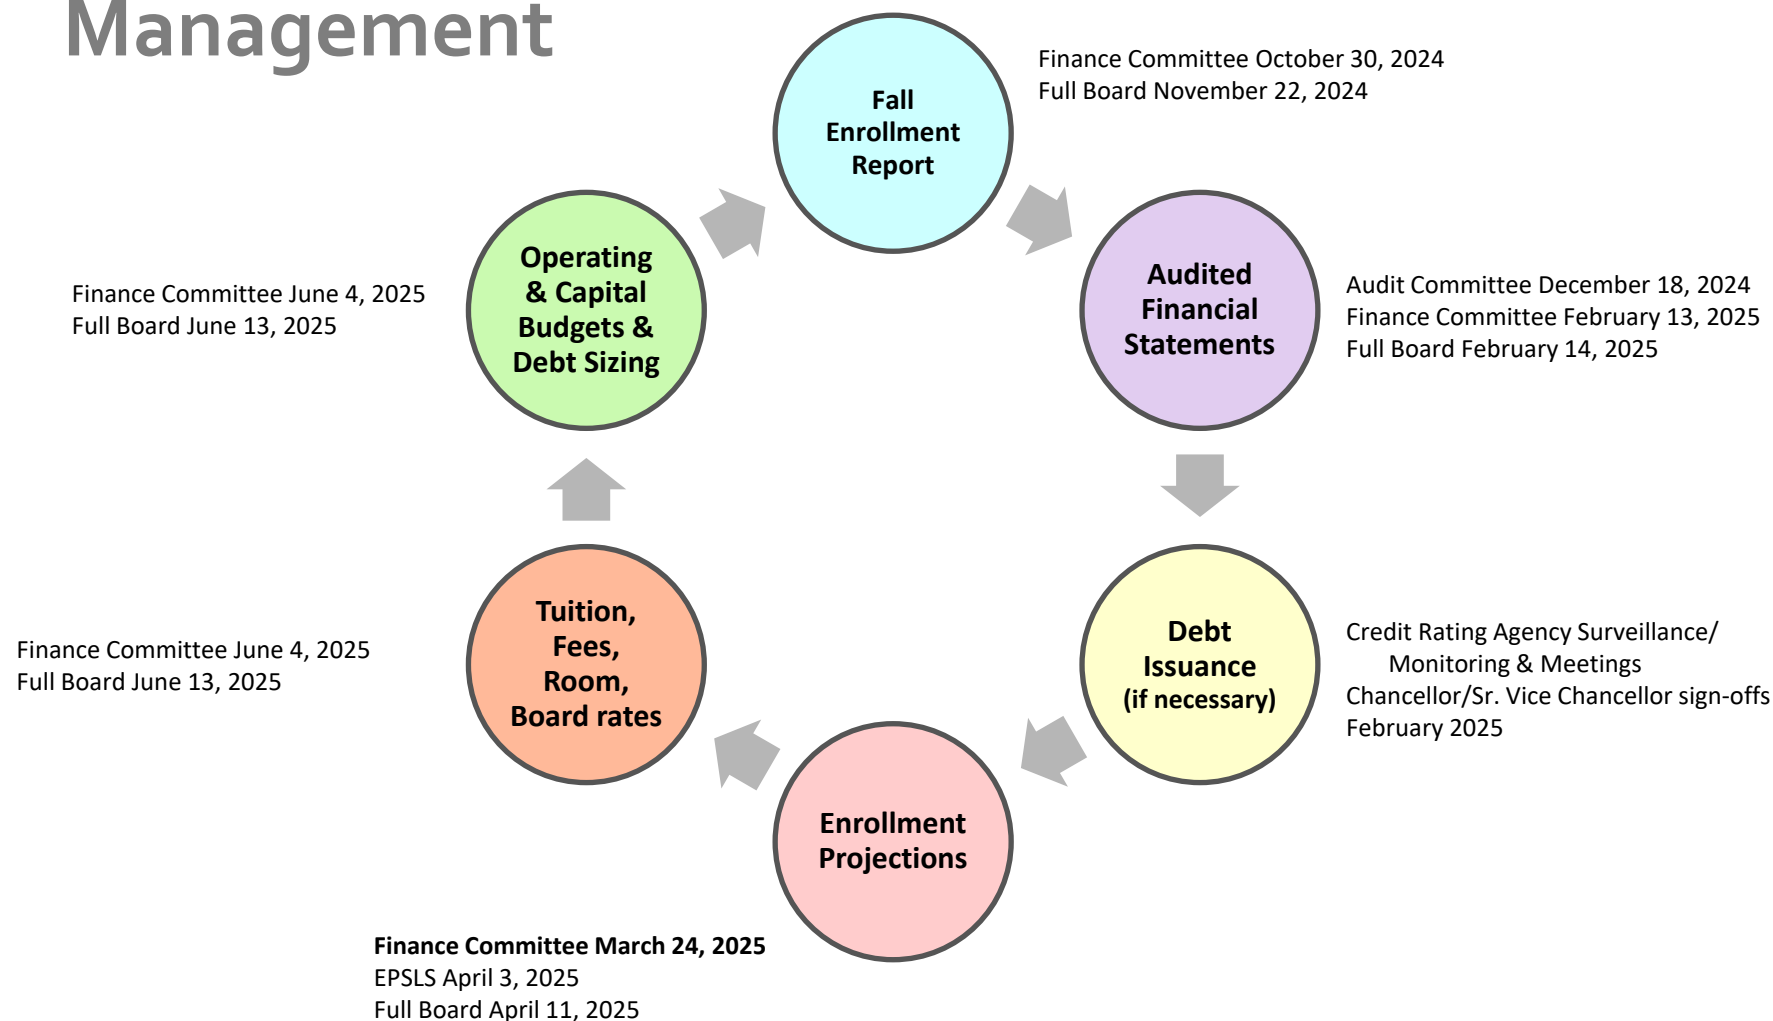 Management
Fall
Enrollment
Report
Finance Committee October 30, 2024
Full Board November 22, 2024
Audited
Financial
Statements
Audit Committee December 18, 2024
Finance Committee February 13, 2025
Full Board February 14, 2025
Debt
Issuance
(if necessary)
Credit Rating Agency Surveillance/
Monitoring & Meetings
Chancellor/Sr. Vice Chancellor sign-offs
February 2025
Enrollment
Projections
Finance Committee March 24, 2025
EPSLS April 3, 2025
Full Board April 11, 2025
Tuition,
Fees,
Room,
Board rates
Finance Committee June 4, 2025
Full Board June 13, 2025
Operating
& Capital
Budgets &
Debt Sizing
Finance Committee June 4, 2025
Full Board June 13, 2025